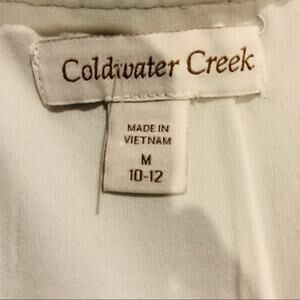 Coldwater Creek
MADE IN
VIETNAM
M
10-12